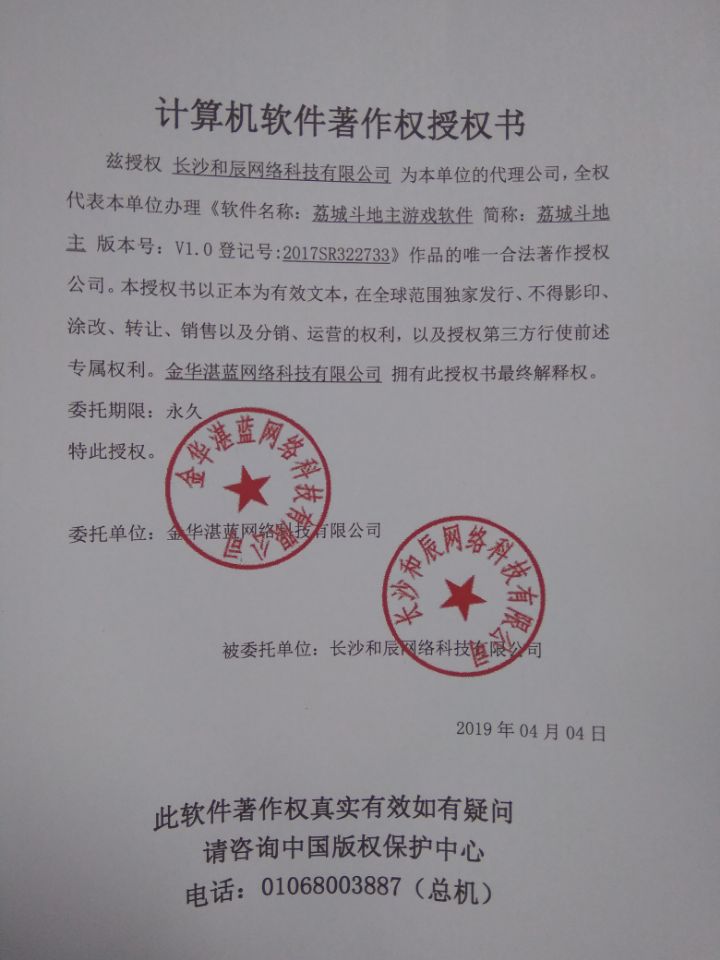 计算机软件著作权授权书
兹授权 长沙和辰网络科技有限公司 为本单位的代理公司,全权
代表本单位办理《软件名称:荔城斗地主游戏软件 简称:荔城斗地
主 版本号:V1.0 登记号:2017SR322733》作品的唯一合法著作授权
公司。本授权书以正本为有效文本,在全球范围独家发行、不得影印、
涂改、转让、销售以及分销、运营的权利,以及授权第三方行使前述
专属权利。金华湛蓝网络科技有限公司 拥有此授权书最终解释权。
委托期限:永久
特此授权。
金华湛蓝网络科技有限公司
委托单位:金华湛蓝网络科技有限公司
长沙和辰网络科技有限公司
被委托单位:长沙和辰网络科技有限公司
2019 年 04 月 04 日
此软件著作权真实有效如有疑问
请咨询中国版权保护中心
电话:01068003887(总机)